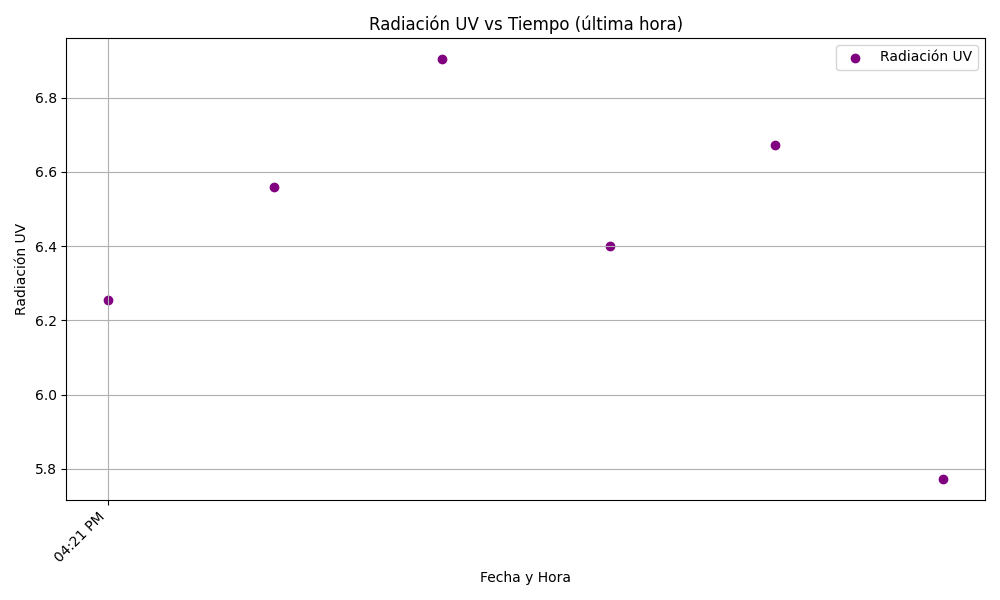 Radiación UV vs Tiempo (última hora)
Radiación UV
6.8
6.6
6.4
6.2
6.0
5.8
Radiación UV
04:21 PM
Fecha y Hora